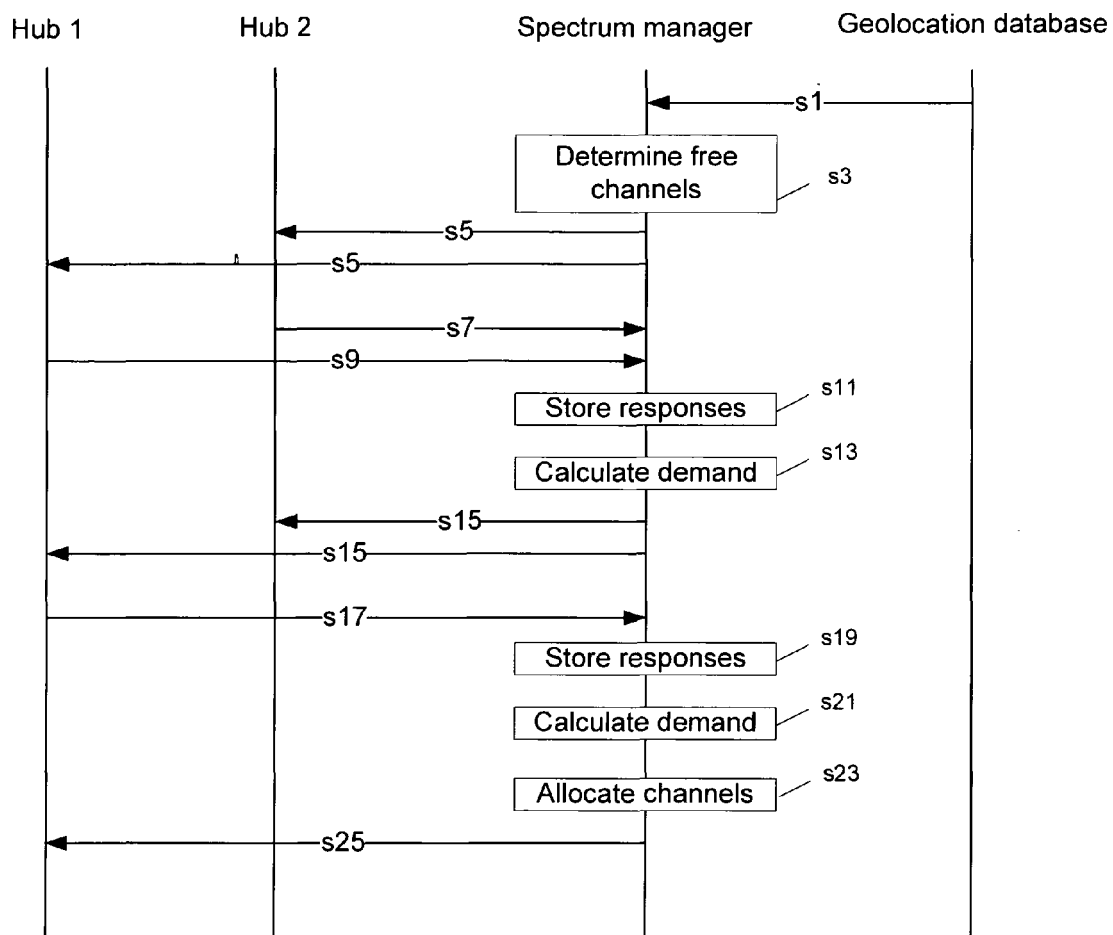 Hub 1
Hub 2
Spectrum manager
Geolocation database
s1
Determine free
channels
s3
s5
s5
s7
s9
Store responses
s11
Calculate demand
s13
s15
s15
s17
Store responses
s19
Calculate demand
s21
Allocate channels
s23
s25